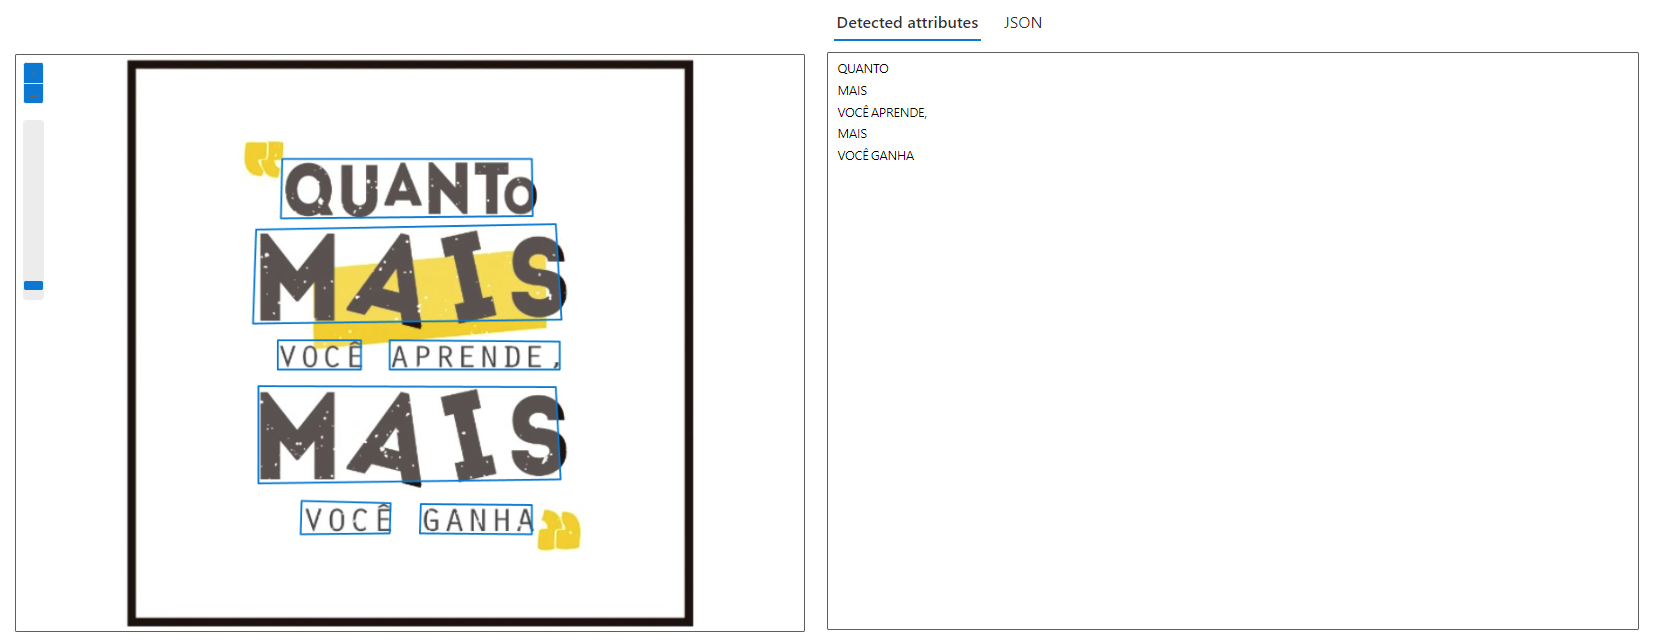 Detected attributes JSON
“QUANTO
MAIS
VOCÊ APRENDE,
MAIS
VOCÊ GANHA”
QUANTO
MAIS
VOCÊ APRENDE,
MAIS
VOCÊ GANHA